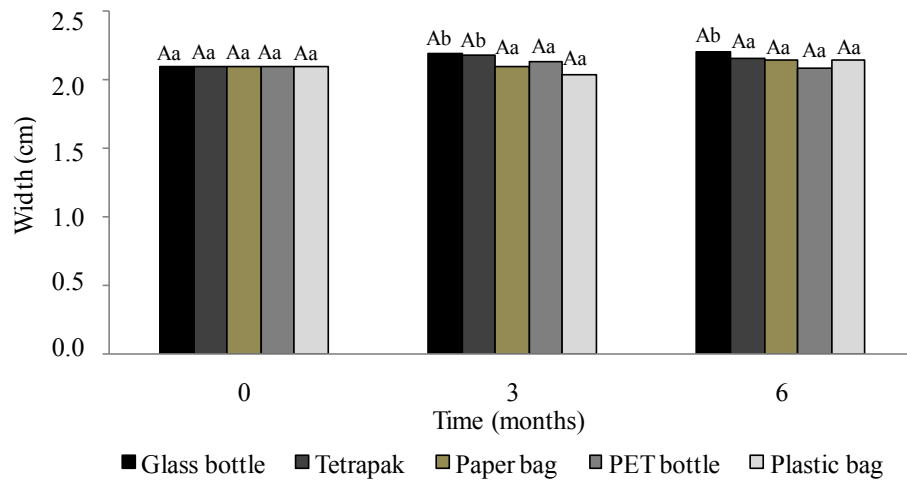 2.5
2.0
1.5
1.0
0.5
0.0
Width (cm)
Aa Aa Aa Aa Aa
Ab Ab Aa Aa Aa
Ab Aa Aa Aa Aa
0 3 6
Time (months)
Glass bottle Tetrapak Paper bag PET bottle Plastic bag